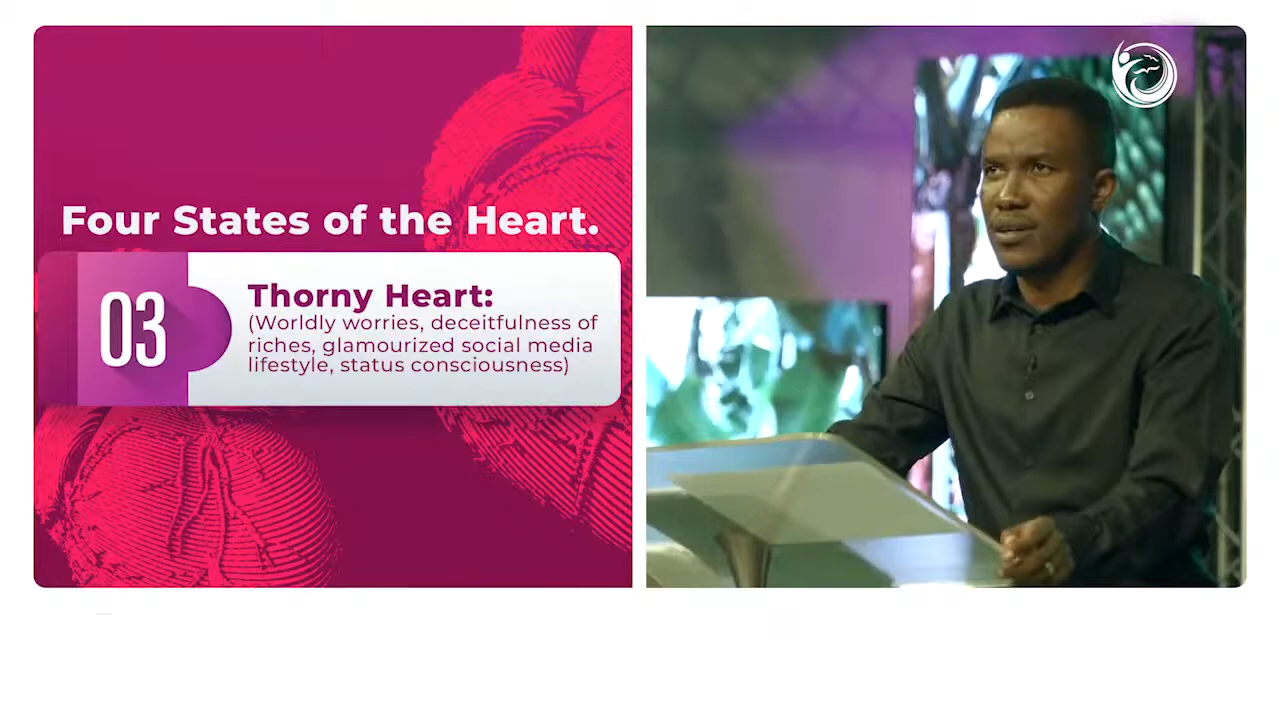 Four States of the Heart.
03
Thorny Heart:
(Worldly worries, deceitfulness of
riches, glamourized social media
lifestyle, status consciousness)